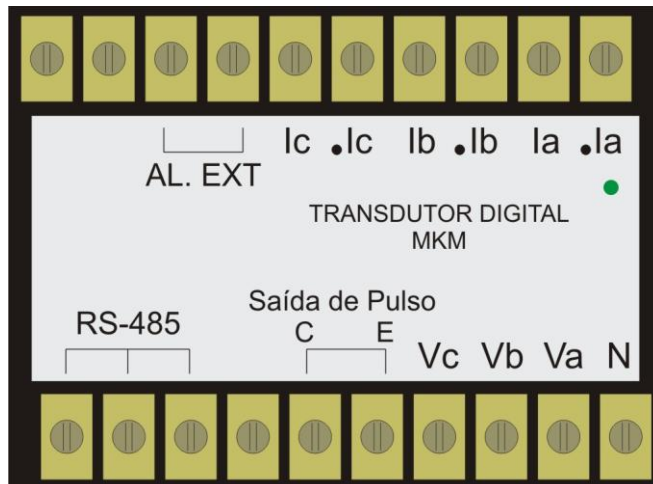 Ic .Ic Ib .Ib Ia .Ia
AL. EXT
TRANSDUTOR DIGITAL
MKM
Saída de Pulso
RS-485
C E
Vc Vb Va N